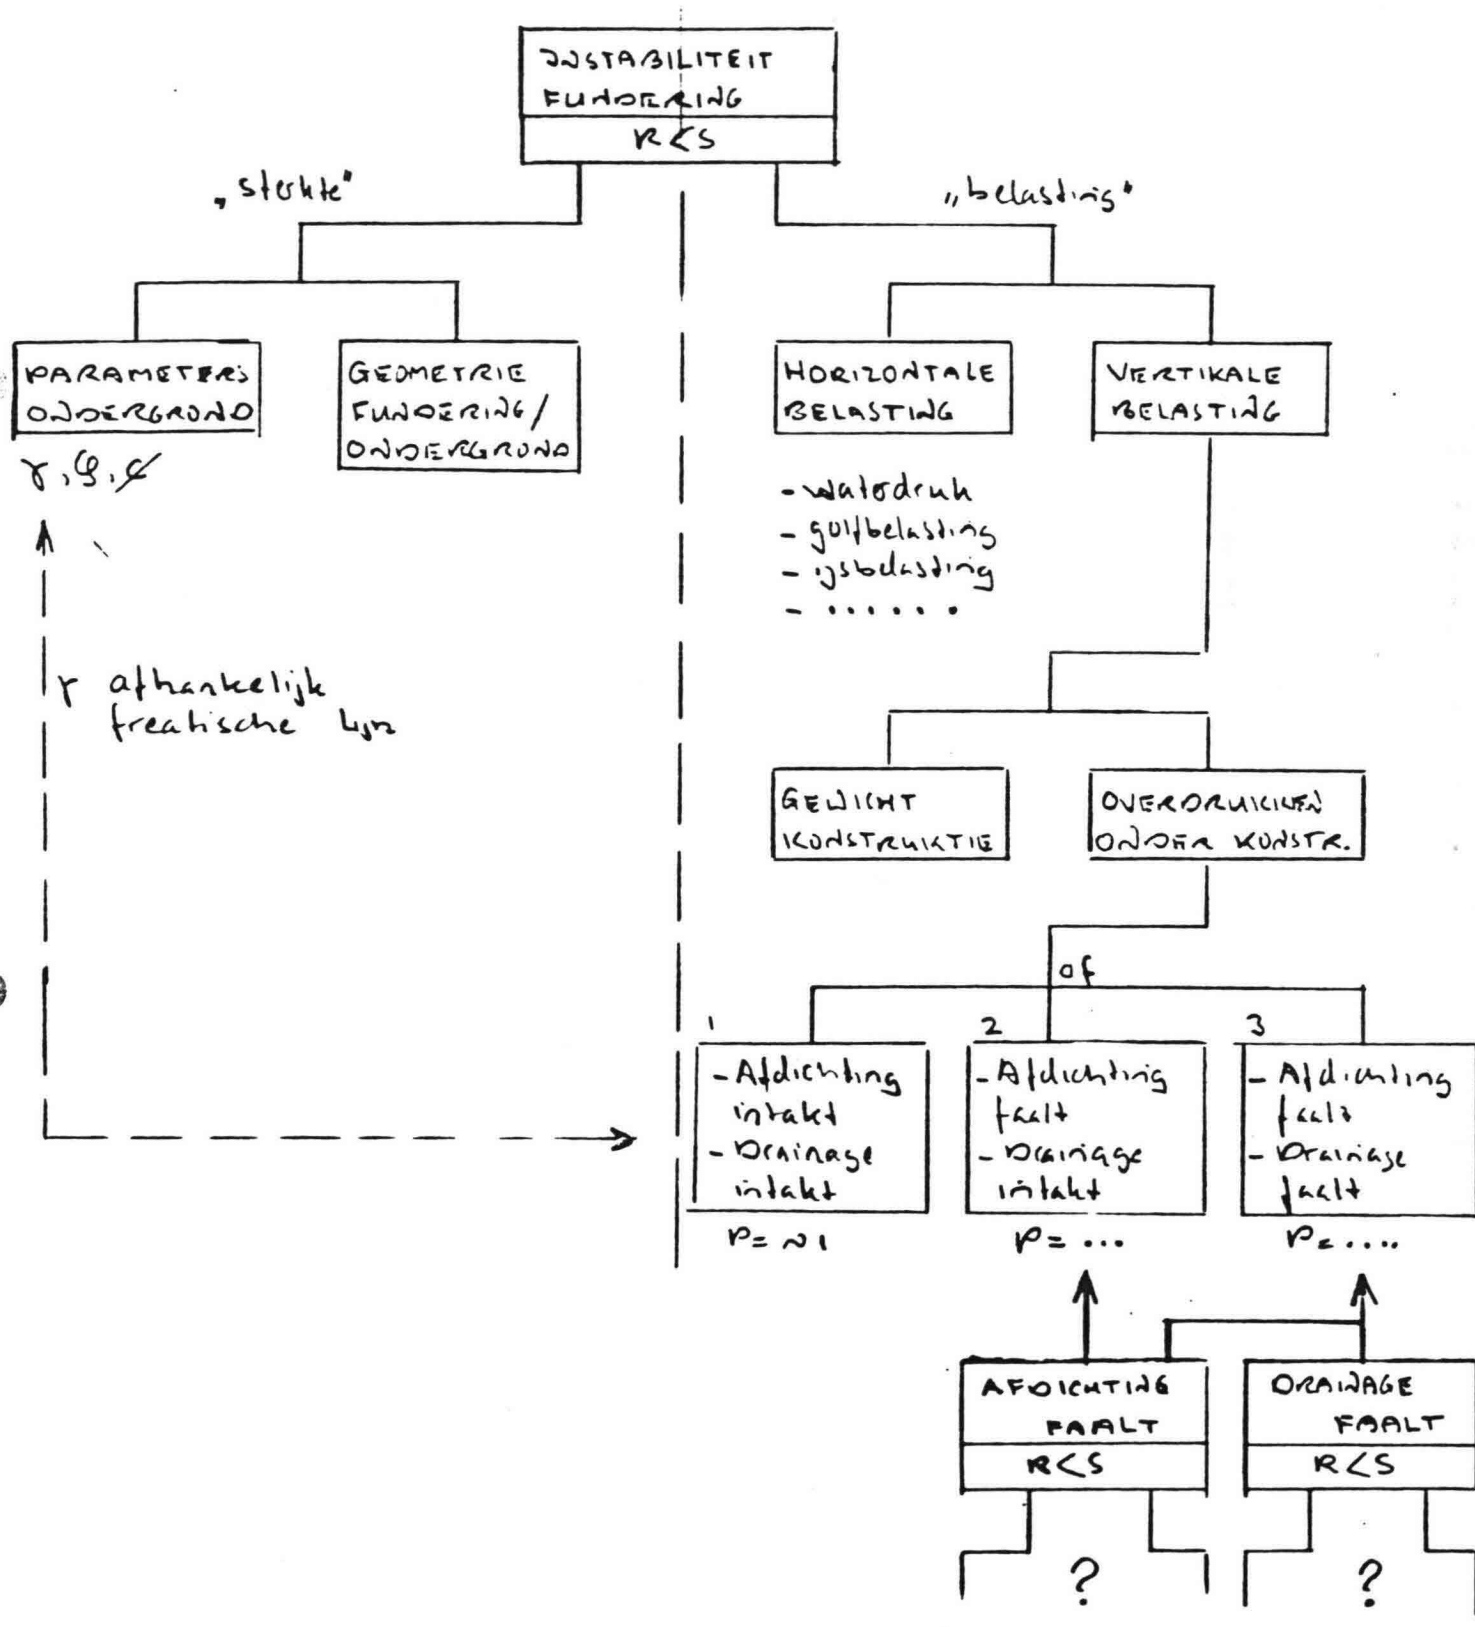 INSTABILITEIT
FUNDERING
R<S
„sterkte"
„belasting"
PARAMETERS
ONDERGROND
GEOMETRIE
FUNDERING/
ONDERGROND
HORIZONTALE
BELASTING
VERTIKALE
BELASTING
γ, φ, c̸
- waterdruk
- golfbelasting
- ijsbelasting
- ......
γ afhankelijk
freatische lijn
GEWICHT
KONSTRUKTIE
OVERDRUKKEN
ONDER KONSTR.
of
1
2
3
- Afdichting
intakt
- Drainage
intakt
- Afdichting
faalt
- Drainage
intakt
- Afdichting
faalt
- Drainage
faalt
P= ~1
P= ...
P= ....
AFDICHTING
FAALT
R<S
DRAINAGE
FAALT
R<S
?
?